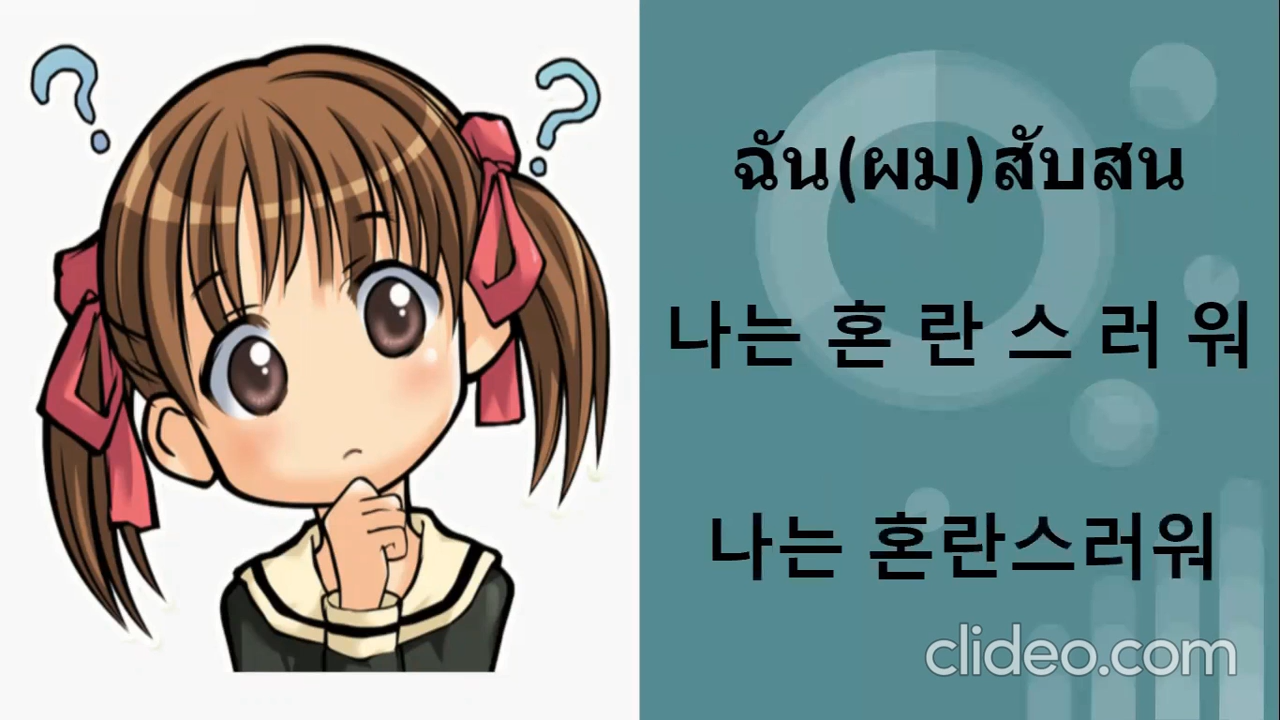 ฉัน(ผม)สับสน
나는 혼 란 스 러 워
나는 혼란스러워
clideo.com